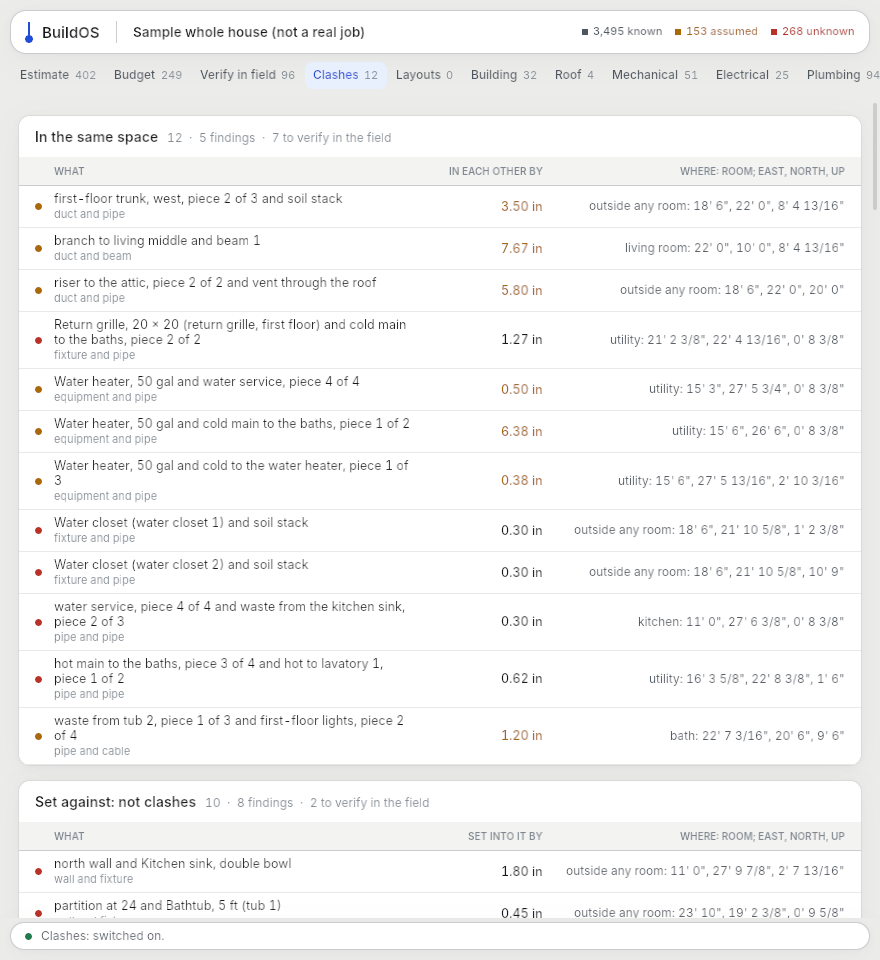 BuildOS
Sample whole house (not a real job)
3,495 known
153 assumed
268 unknown
Estimate 402
Budget 249
Verify in field 96
Clashes 12
Layouts 0
Building 32
Roof 4
Mechanical 51
Electrical 25
Plumbing 94
In the same space 12 · 5 findings · 7 to verify in the field
WHAT
IN EACH OTHER BY
WHERE: ROOM; EAST, NORTH, UP
first-floor trunk, west, piece 2 of 3 and soil stack
duct and pipe
3.50 in
outside any room: 18' 6", 22' 0", 8' 4 13/16"
branch to living middle and beam 1
duct and beam
7.67 in
living room: 22' 0", 10' 0", 8' 4 13/16"
riser to the attic, piece 2 of 2 and vent through the roof
duct and pipe
5.80 in
outside any room: 18' 6", 22' 0", 20' 0"
Return grille, 20 × 20 (return grille, first floor) and cold main
to the baths, piece 2 of 2
fixture and pipe
1.27 in
utility: 21' 2 3/8", 22' 4 13/16", 0' 8 3/8"
Water heater, 50 gal and water service, piece 4 of 4
equipment and pipe
0.50 in
utility: 15' 3", 27' 5 3/4", 0' 8 3/8"
Water heater, 50 gal and cold main to the baths, piece 1 of 2
equipment and pipe
6.38 in
utility: 15' 6", 26' 6", 0' 8 3/8"
Water heater, 50 gal and cold to the water heater, piece 1 of
3
equipment and pipe
0.38 in
utility: 15' 6", 27' 5 13/16", 2' 10 3/16"
Water closet (water closet 1) and soil stack
fixture and pipe
0.30 in
outside any room: 18' 6", 21' 10 5/8", 1' 2 3/8"
Water closet (water closet 2) and soil stack
fixture and pipe
0.30 in
outside any room: 18' 6", 21' 10 5/8", 10' 9"
water service, piece 4 of 4 and waste from the kitchen sink,
piece 2 of 3
pipe and pipe
0.30 in
kitchen: 11' 0", 27' 6 3/8", 0' 8 3/8"
hot main to the baths, piece 3 of 4 and hot to lavatory 1,
piece 1 of 2
pipe and pipe
0.62 in
utility: 16' 3 5/8", 22' 8 3/8", 1' 6"
waste from tub 2, piece 1 of 3 and first-floor lights, piece 2
of 4
pipe and cable
1.20 in
bath: 22' 7 3/16", 20' 6", 9' 6"
Set against: not clashes 10 · 8 findings · 2 to verify in the field
WHAT
SET INTO IT BY
WHERE: ROOM; EAST, NORTH, UP
north wall and Kitchen sink, double bowl
wall and fixture
1.80 in
outside any room: 11' 0", 27' 9 7/8", 2' 7 13/16"
partition at 24 and Bathtub, 5 ft (tub 1)
0.45 in
outside any room: 23' 10", 19' 2 3/8", 0' 9 5/8"
Clashes: switched on.